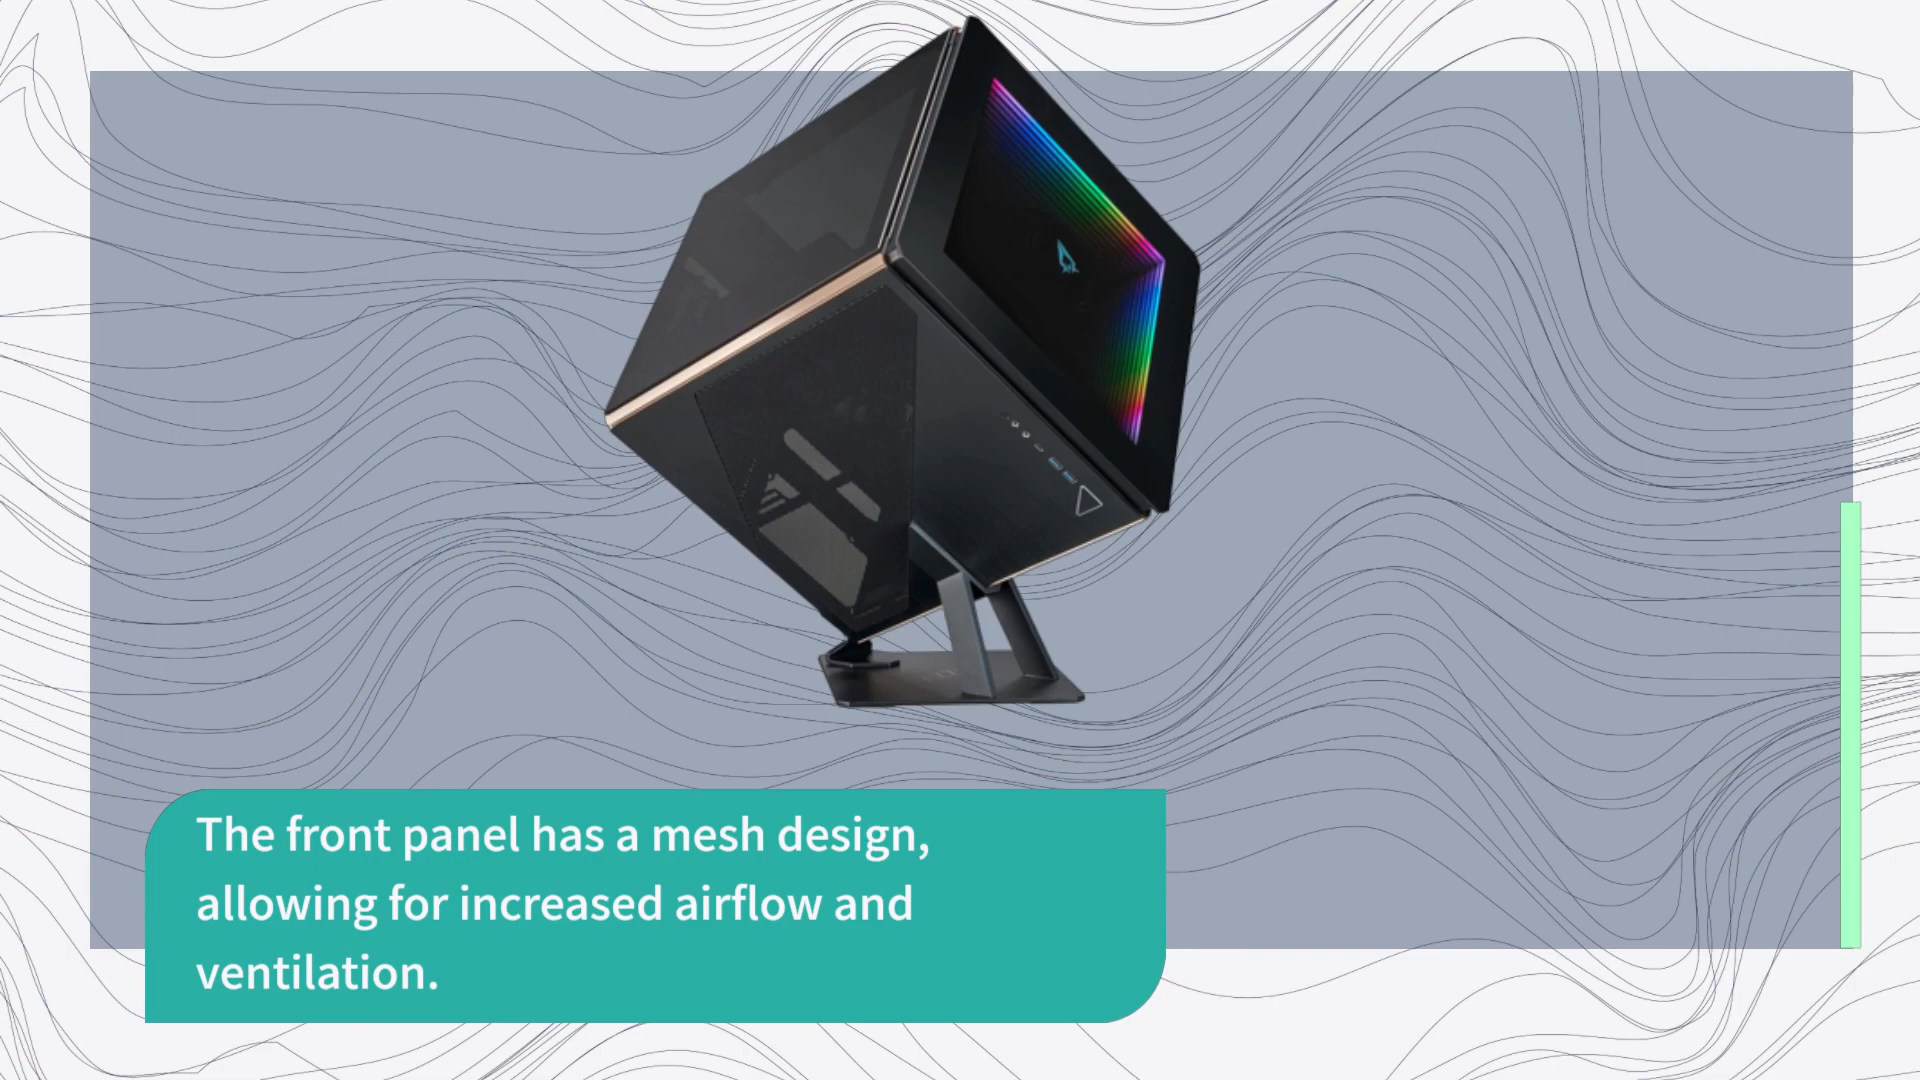 The front panel has a mesh design,
allowing for increased airflow and
ventilation.